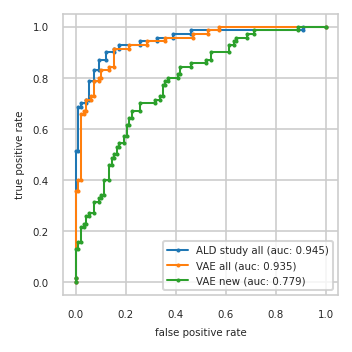 1.0
0.8
0.6
0.4
0.2
0.0
true positive rate
ALD study all (auc: 0.945)
VAE all (auc: 0.935)
VAE new (auc: 0.779)
0.0 0.2 0.4 0.6 0.8 1.0
false positive rate